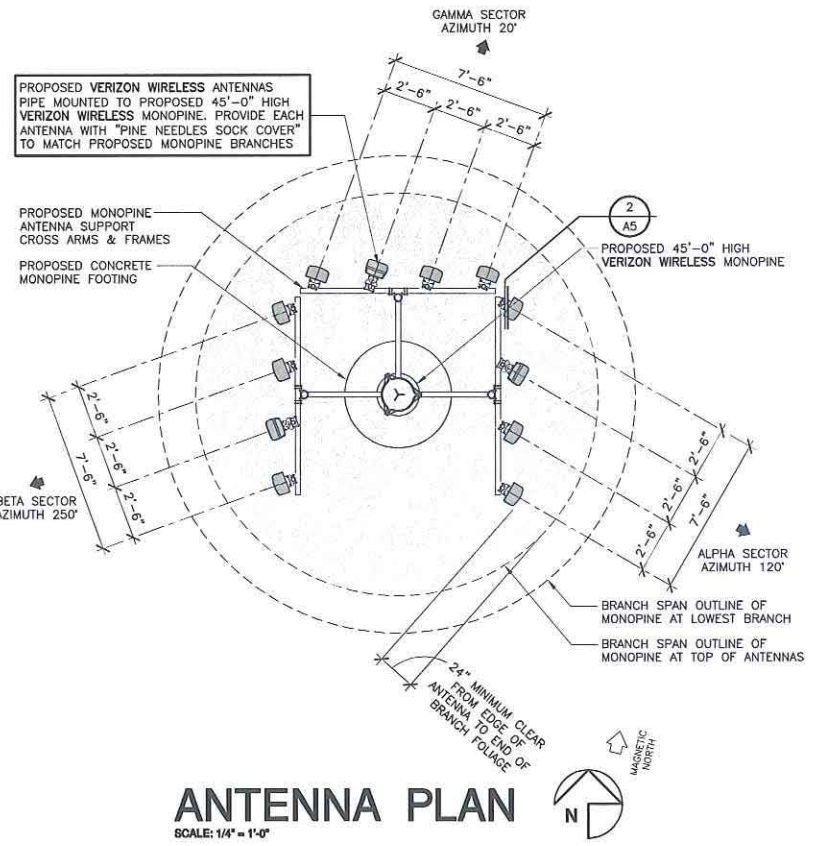 GAMMA SECTOR
AZIMUTH 20°
7'-6"
2'-6"
2'-6"
2'-6"
PROPOSED VERIZON WIRELESS ANTENNAS
PIPE MOUNTED TO PROPOSED 45'-0" HIGH
VERIZON WIRELESS MONOPINE. PROVIDE EACH
ANTENNA WITH "PINE NEEDLES SOCK COVER"
TO MATCH PROPOSED MONOPINE BRANCHES
PROPOSED MONOPINE
ANTENNA SUPPORT
CROSS ARMS & FRAMES
PROPOSED CONCRETE
MONOPINE FOOTING
2
A5
PROPOSED 45'-0" HIGH
VERIZON WIRELESS MONOPINE
2'-6"
2'-6"
2'-6"
7'-6"
BETA SECTOR
AZIMUTH 250°
2'-6"
2'-6"
2'-6"
7'-6"
ALPHA SECTOR
AZIMUTH 120°
BRANCH SPAN OUTLINE OF
MONOPINE AT LOWEST BRANCH
BRANCH SPAN OUTLINE OF
MONOPINE AT TOP OF ANTENNAS
24" MINIMUM CLEAR
FROM EDGE OF
ANTENNA TO END OF
BRANCH FOLIAGE
MAGNETIC
NORTH
N
ANTENNA PLAN
SCALE: 1/4" = 1'-0"